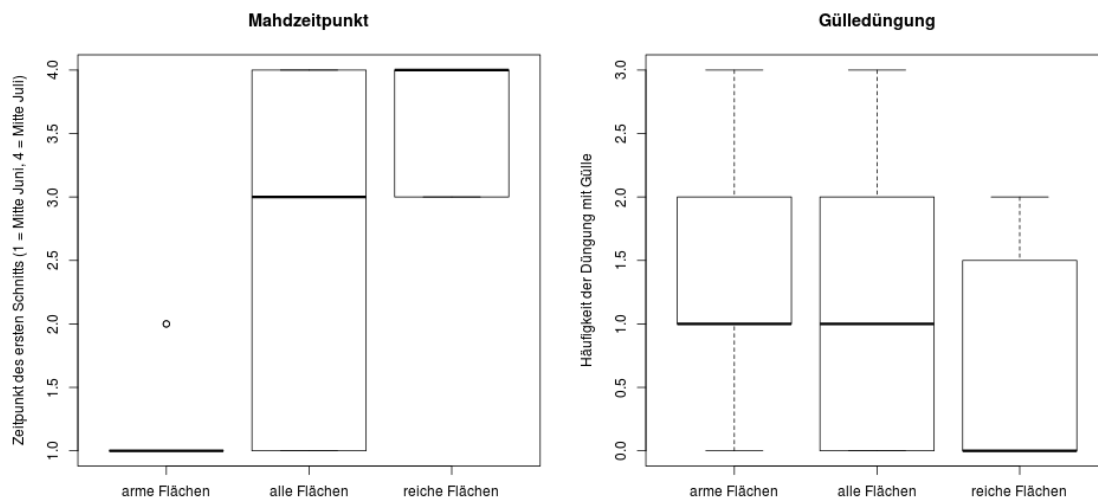 Mahdzeitpunkt
Zeitpunkt des ersten Schnitts (1 = Mitte Juni, 4 = Mitte Juli)
4.0
3.5
3.0
2.5
2.0
1.5
1.0
arme Flächen alle Flächen reiche Flächen
Gülledüngung
Häufigkeit der Düngung mit Gülle
3.0
2.5
2.0
1.5
1.0
0.5
0.0
arme Flächen alle Flächen reiche Flächen